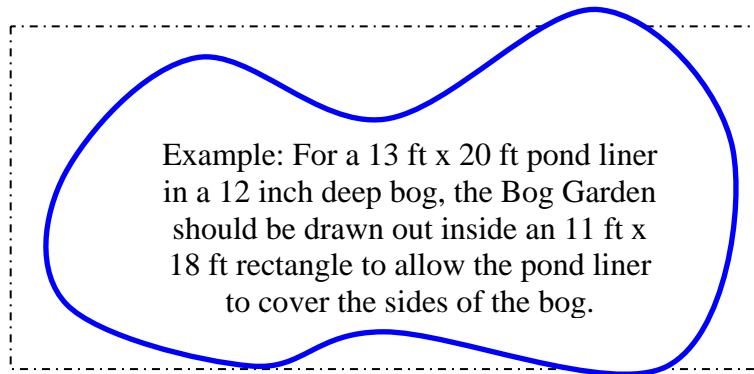 Example: For a 13 ft x 20 ft pond liner
in a 12 inch deep bog, the Bog Garden
should be drawn out inside an 11 ft x
18 ft rectangle to allow the pond liner
to cover the sides of the bog.